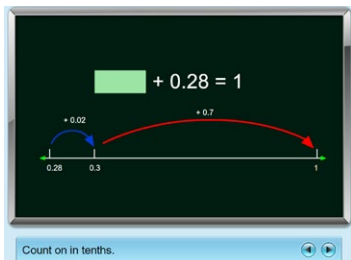 + 0.28 = 1
+ 0.02
+ 0.7
0.28 0.3 1
Count on in tenths.